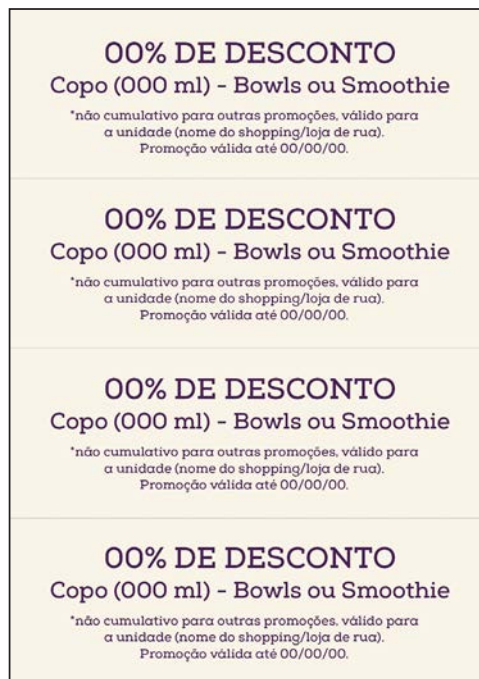 00% DE DESCONTO
Copo (000 ml) - Bowls ou Smoothie
*não cumulativo para outras promoções, válido para
a unidade (nome do shopping/loja de rua).
Promoção válida até 00/00/00.
00% DE DESCONTO
Copo (000 ml) - Bowls ou Smoothie
*não cumulativo para outras promoções, válido para
a unidade (nome do shopping/loja de rua).
Promoção válida até 00/00/00.
00% DE DESCONTO
Copo (000 ml) - Bowls ou Smoothie
*não cumulativo para outras promoções, válido para
a unidade (nome do shopping/loja de rua).
Promoção válida até 00/00/00.
00% DE DESCONTO
Copo (000 ml) - Bowls ou Smoothie
*não cumulativo para outras promoções, válido para
a unidade (nome do shopping/loja de rua).
Promoção válida até 00/00/00.